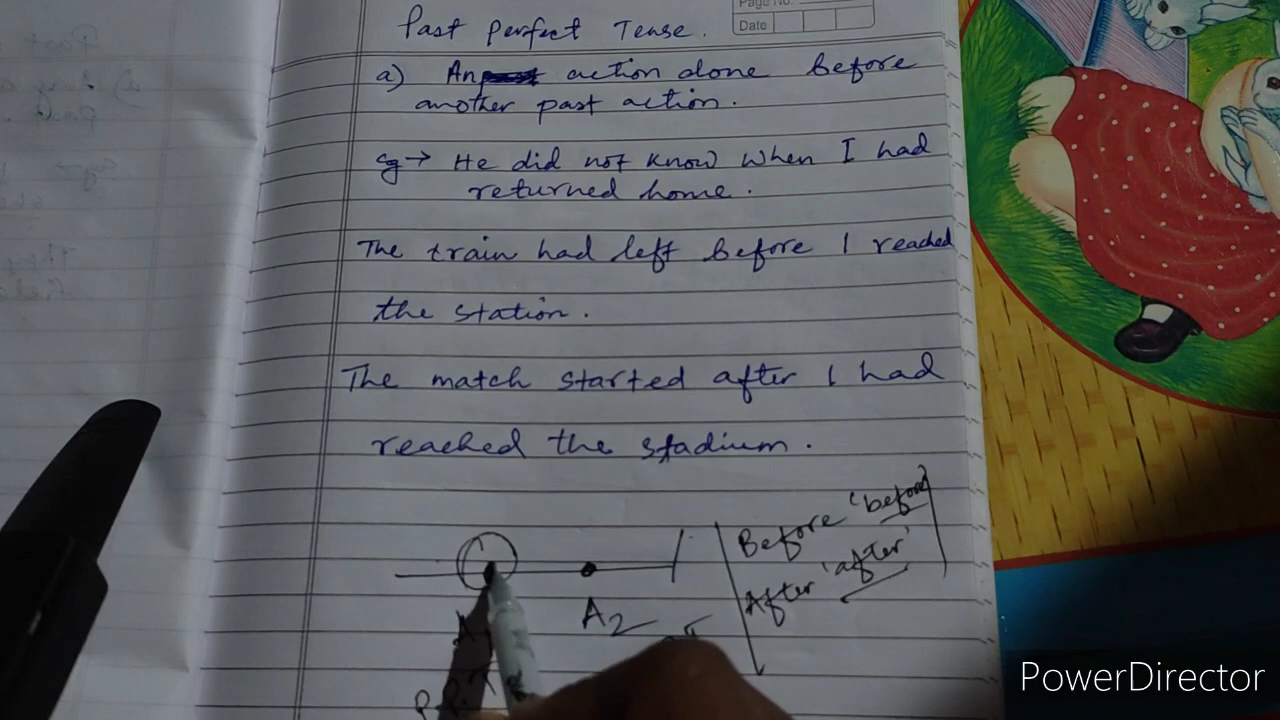 Page No.
Date
Past perfect Tense.
a) An action done before
another past action.
eg → He did not know when I had
returned home.
The train had left before I reached
the station.
The match started after I had
reached the stadium.
Before 'before'
After 'after'
A2
PowerDirector